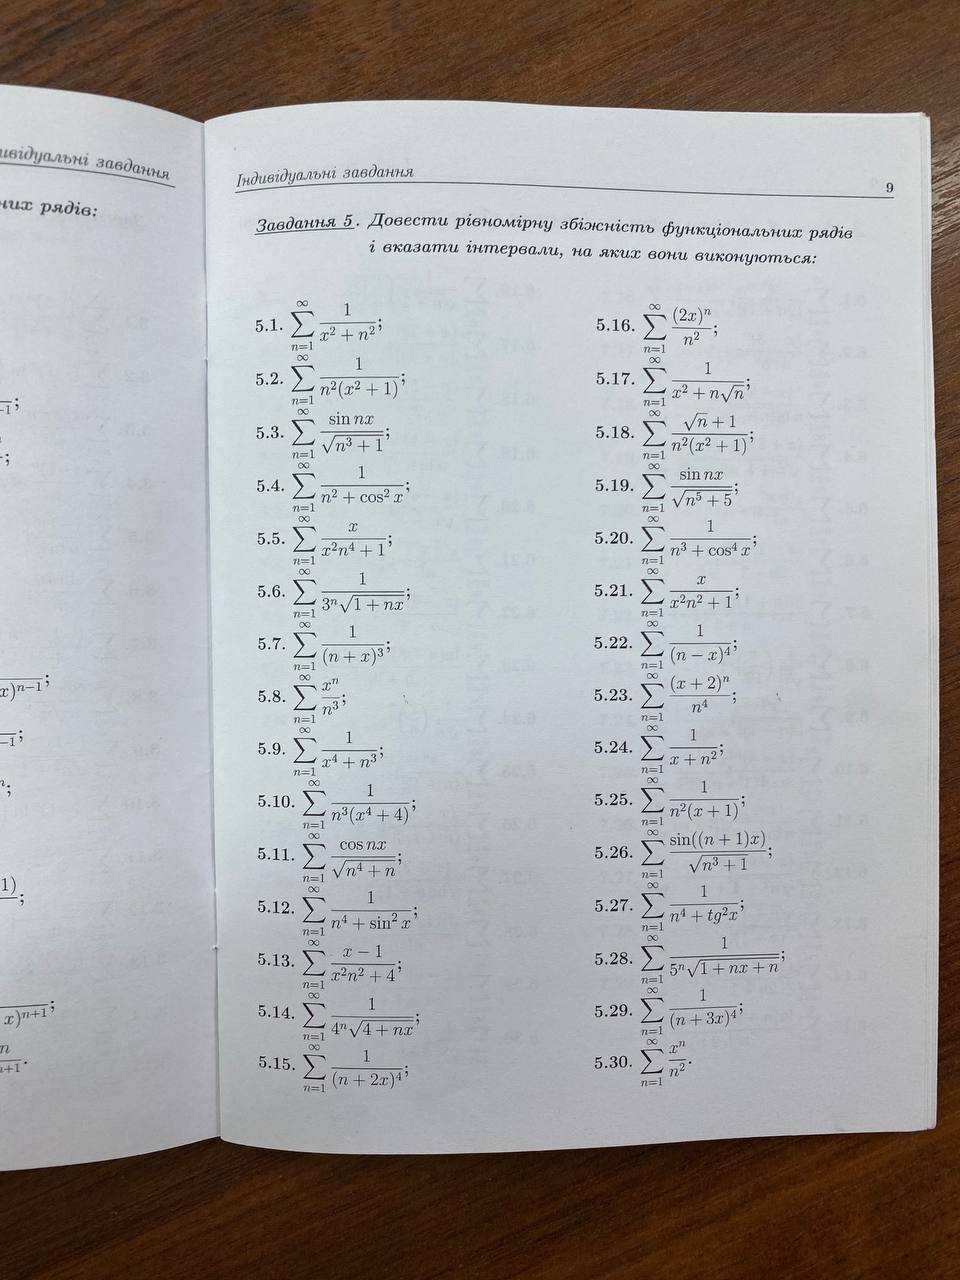 ивідуальні завдання
них рядів:
x)^{n-1};
1)
x)^{n+1};
Індивідуальні завдання 9
Завдання 5. Довести рівномірну збіжність функціональних рядів
і вказати інтервали, на яких вони виконуються:
5.1. \sum_{n=1}^{\infty} \frac{1}{x^2+n^2};
5.2. \sum_{n=1}^{\infty} \frac{1}{n^2(x^2+1)};
5.3. \sum_{n=1}^{\infty} \frac{\sin nx}{\sqrt{n^3+1}};
5.4. \sum_{n=1}^{\infty} \frac{1}{n^2+\cos^2 x};
5.5. \sum_{n=1}^{\infty} \frac{x}{x^2n^4+1};
5.6. \sum_{n=1}^{\infty} \frac{1}{3^n\sqrt{1+nx}};
5.7. \sum_{n=1}^{\infty} \frac{1}{(n+x)^3};
5.8. \sum_{n=1}^{\infty} \frac{x^n}{n^3};
5.9. \sum_{n=1}^{\infty} \frac{1}{x^4+n^3};
5.10. \sum_{n=1}^{\infty} \frac{1}{n^3(x^4+4)};
5.11. \sum_{n=1}^{\infty} \frac{\cos nx}{\sqrt{n^4+n}};
5.12. \sum_{n=1}^{\infty} \frac{1}{n^4+\sin^2 x};
5.13. \sum_{n=1}^{\infty} \frac{x-1}{x^2n^2+4};
5.14. \sum_{n=1}^{\infty} \frac{1}{4^n\sqrt{4+nx}};
5.15. \sum_{n=1}^{\infty} \frac{1}{(n+2x)^4};
5.16. \sum_{n=1}^{\infty} \frac{(2x)^n}{n^2};
5.17. \sum_{n=1}^{\infty} \frac{1}{x^2+n\sqrt{n}};
5.18. \sum_{n=1}^{\infty} \frac{\sqrt{n}+1}{n^2(x^2+1)};
5.19. \sum_{n=1}^{\infty} \frac{\sin nx}{\sqrt{n^5+5}};
5.20. \sum_{n=1}^{\infty} \frac{1}{n^3+\cos^4 x};
5.21. \sum_{n=1}^{\infty} \frac{x}{x^2n^2+1};
5.22. \sum_{n=1}^{\infty} \frac{1}{(n-x)^4};
5.23. \sum_{n=1}^{\infty} \frac{(x+2)^n}{n^4};
5.24. \sum_{n=1}^{\infty} \frac{1}{x+n^2};
5.25. \sum_{n=1}^{\infty} \frac{1}{n^2(x+1)};
5.26. \sum_{n=1}^{\infty} \frac{\sin((n+1)x)}{\sqrt{n^3+1}};
5.27. \sum_{n=1}^{\infty} \frac{1}{n^4+tg^2x};
5.28. \sum_{n=1}^{\infty} \frac{1}{5^n\sqrt{1+nx+n}};
5.29. \sum_{n=1}^{\infty} \frac{1}{(n+3x)^4};
5.30. \sum_{n=1}^{\infty} \frac{x^n}{n^2}.